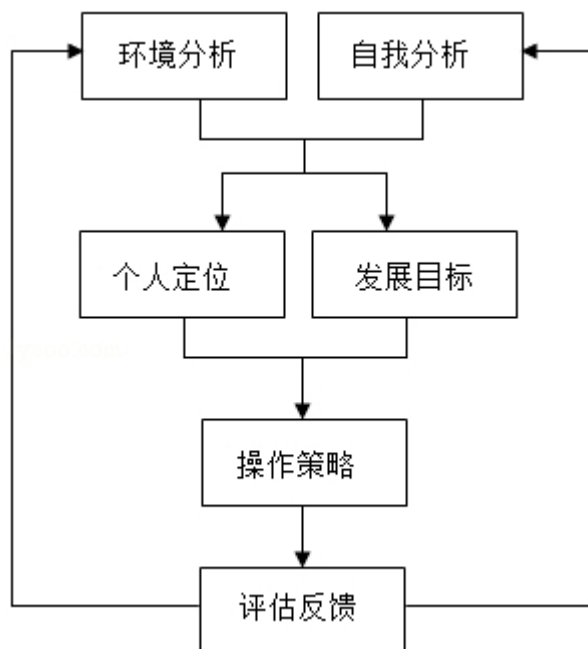 环境分析
自我分析
个人定位
发展目标
操作策略
评估反馈